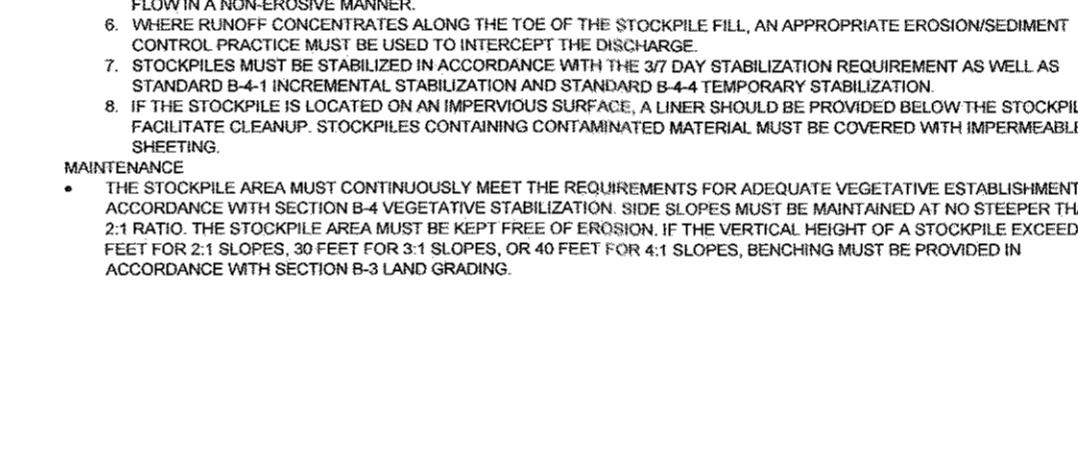 FLOW IN A NON-EROSIVE MANNER.
6. WHERE RUNOFF CONCENTRATES ALONG THE TOE OF THE STOCKPILE FILL, AN APPROPRIATE EROSION/SEDIMENT
CONTROL PRACTICE MUST BE USED TO INTERCEPT THE DISCHARGE.
7. STOCKPILES MUST BE STABILIZED IN ACCORDANCE WITH THE 3/7 DAY STABILIZATION REQUIREMENT AS WELL AS
STANDARD B-4-1 INCREMENTAL STABILIZATION AND STANDARD B-4-4 TEMPORARY STABILIZATION.
8. IF THE STOCKPILE IS LOCATED ON AN IMPERVIOUS SURFACE, A LINER SHOULD BE PROVIDED BELOW THE STOCKPIL
FACILITATE CLEANUP. STOCKPILES CONTAINING CONTAMINATED MATERIAL MUST BE COVERED WITH IMPERMEABLE
SHEETING.
MAINTENANCE
• THE STOCKPILE AREA MUST CONTINUOUSLY MEET THE REQUIREMENTS FOR ADEQUATE VEGETATIVE ESTABLISHMENT
ACCORDANCE WITH SECTION B-4 VEGETATIVE STABILIZATION. SIDE SLOPES MUST BE MAINTAINED AT NO STEEPER THA
2:1 RATIO. THE STOCKPILE AREA MUST BE KEPT FREE OF EROSION. IF THE VERTICAL HEIGHT OF A STOCKPILE EXCEED
FEET FOR 2:1 SLOPES, 30 FEET FOR 3:1 SLOPES, OR 40 FEET FOR 4:1 SLOPES, BENCHING MUST BE PROVIDED IN
ACCORDANCE WITH SECTION B-3 LAND GRADING.